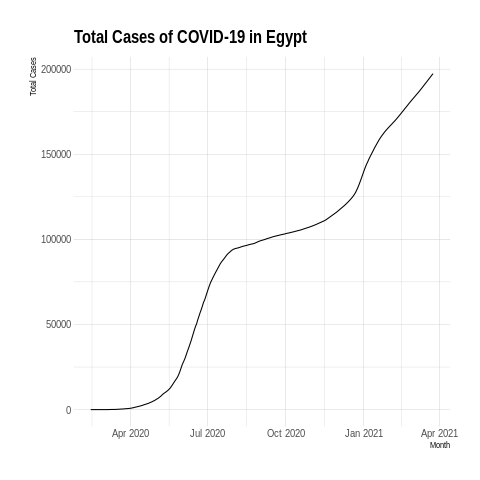 Total Cases of COVID-19 in Egypt
Total Cases
200000
150000
100000
50000
0
Apr 2020 Jul 2020 Oct 2020 Jan 2021 Apr 2021
Month